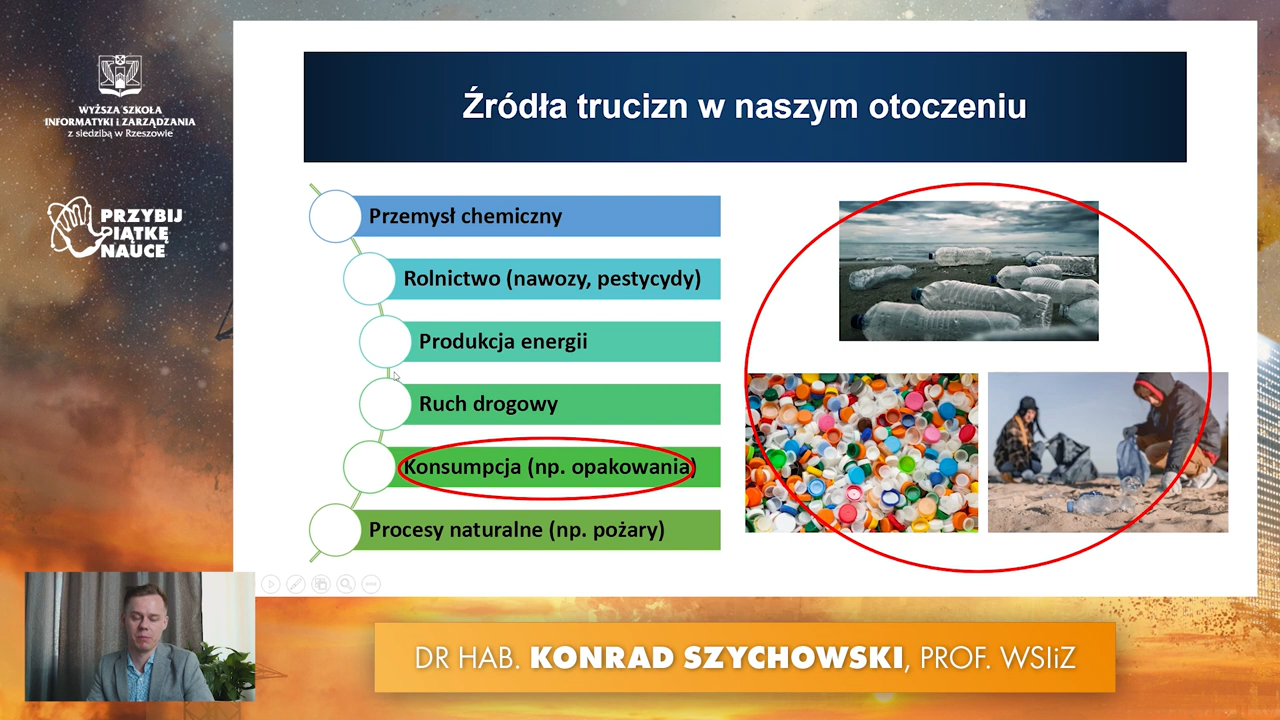 WYŻSZA SZKOŁA
INFORMATYKI i ZARZĄDZANIA
z siedzibą w Rzeszowie
PRZYBIJ
PIĄTKĘ
NAUCE
Źródła trucizn w naszym otoczeniu
Przemysł chemiczny
Rolnictwo (nawozy, pestycydy)
Produkcja energii
Ruch drogowy
Konsumpcja (np. opakowania)
Procesy naturalne (np. pożary)
DR HAB. KONRAD SZYCHOWSKI, PROF. WSIiZ